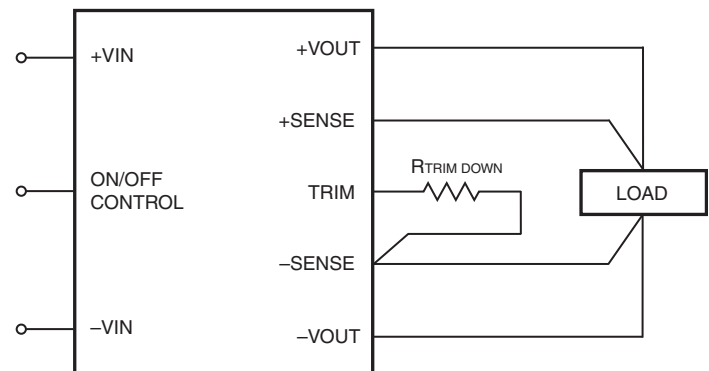 +VIN
+VOUT
+SENSE
ON/OFF
CONTROL
TRIM
RTRIM DOWN
LOAD
–SENSE
–VIN
–VOUT